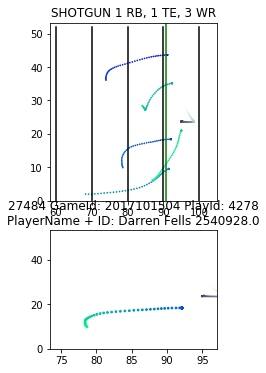 SHOTGUN 1 RB, 1 TE, 3 WR
50
40
30
20
10
0
60 70 80 90 100
27484 GameId: 2017101504 PlayId: 4278
PlayerName + ID: Darren Fells 2540928.0
40
20
0
75 80 85 90 95